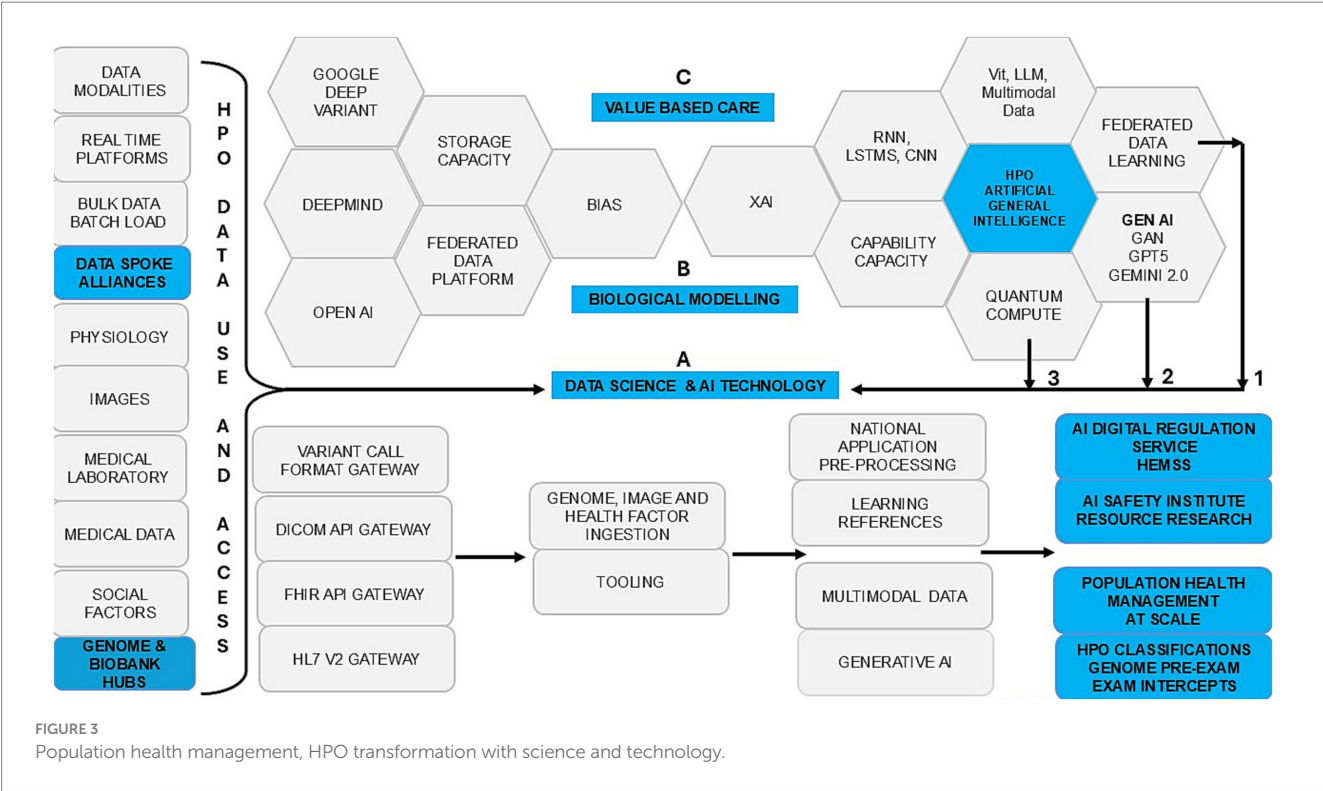 DATA
MODALITIES
REAL TIME
PLATFORMS
BULK DATA
BATCH LOAD
DATA SPOKE
ALLIANCES
PHYSIOLOGY
IMAGES
MEDICAL
LABORATORY
MEDICAL DATA
SOCIAL
FACTORS
GENOME &
BIOBANK
HUBS
HPO DATA USE AND ACCESS
GOOGLE
DEEP
VARIANT
DEEPMIND
OPEN AI
STORAGE
CAPACITY
FEDERATED
DATA
PLATFORM
BIAS
C
VALUE BASED CARE
B
BIOLOGICAL MODELLING
A
DATA SCIENCE & AI TECHNOLOGY
XAI
RNN,
LSTMS, CNN
CAPABILITY
CAPACITY
Vit, LLM,
Multimodal
Data
HPO
ARTIFICIAL
GENERAL
INTELLIGENCE
QUANTUM
COMPUTE
FEDERATED
DATA
LEARNING
GEN AI
GAN
GPT5
GEMINI 2.0
3
2
1
VARIANT CALL
FORMAT GATEWAY
DICOM API GATEWAY
FHIR API GATEWAY
HL7 V2 GATEWAY
GENOME, IMAGE AND
HEALTH FACTOR
INGESTION
TOOLING
NATIONAL
APPLICATION
PRE-PROCESSING
LEARNING
REFERENCES
MULTIMODAL DATA
GENERATIVE AI
AI DIGITAL REGULATION
SERVICE
HEMSS
AI SAFETY INSTITUTE
RESOURCE RESEARCH
POPULATION HEALTH
MANAGEMENT
AT SCALE
HPO CLASSIFICATIONS
GENOME PRE-EXAM
EXAM INTERCEPTS
FIGURE 3
Population health management, HPO transformation with science and technology.